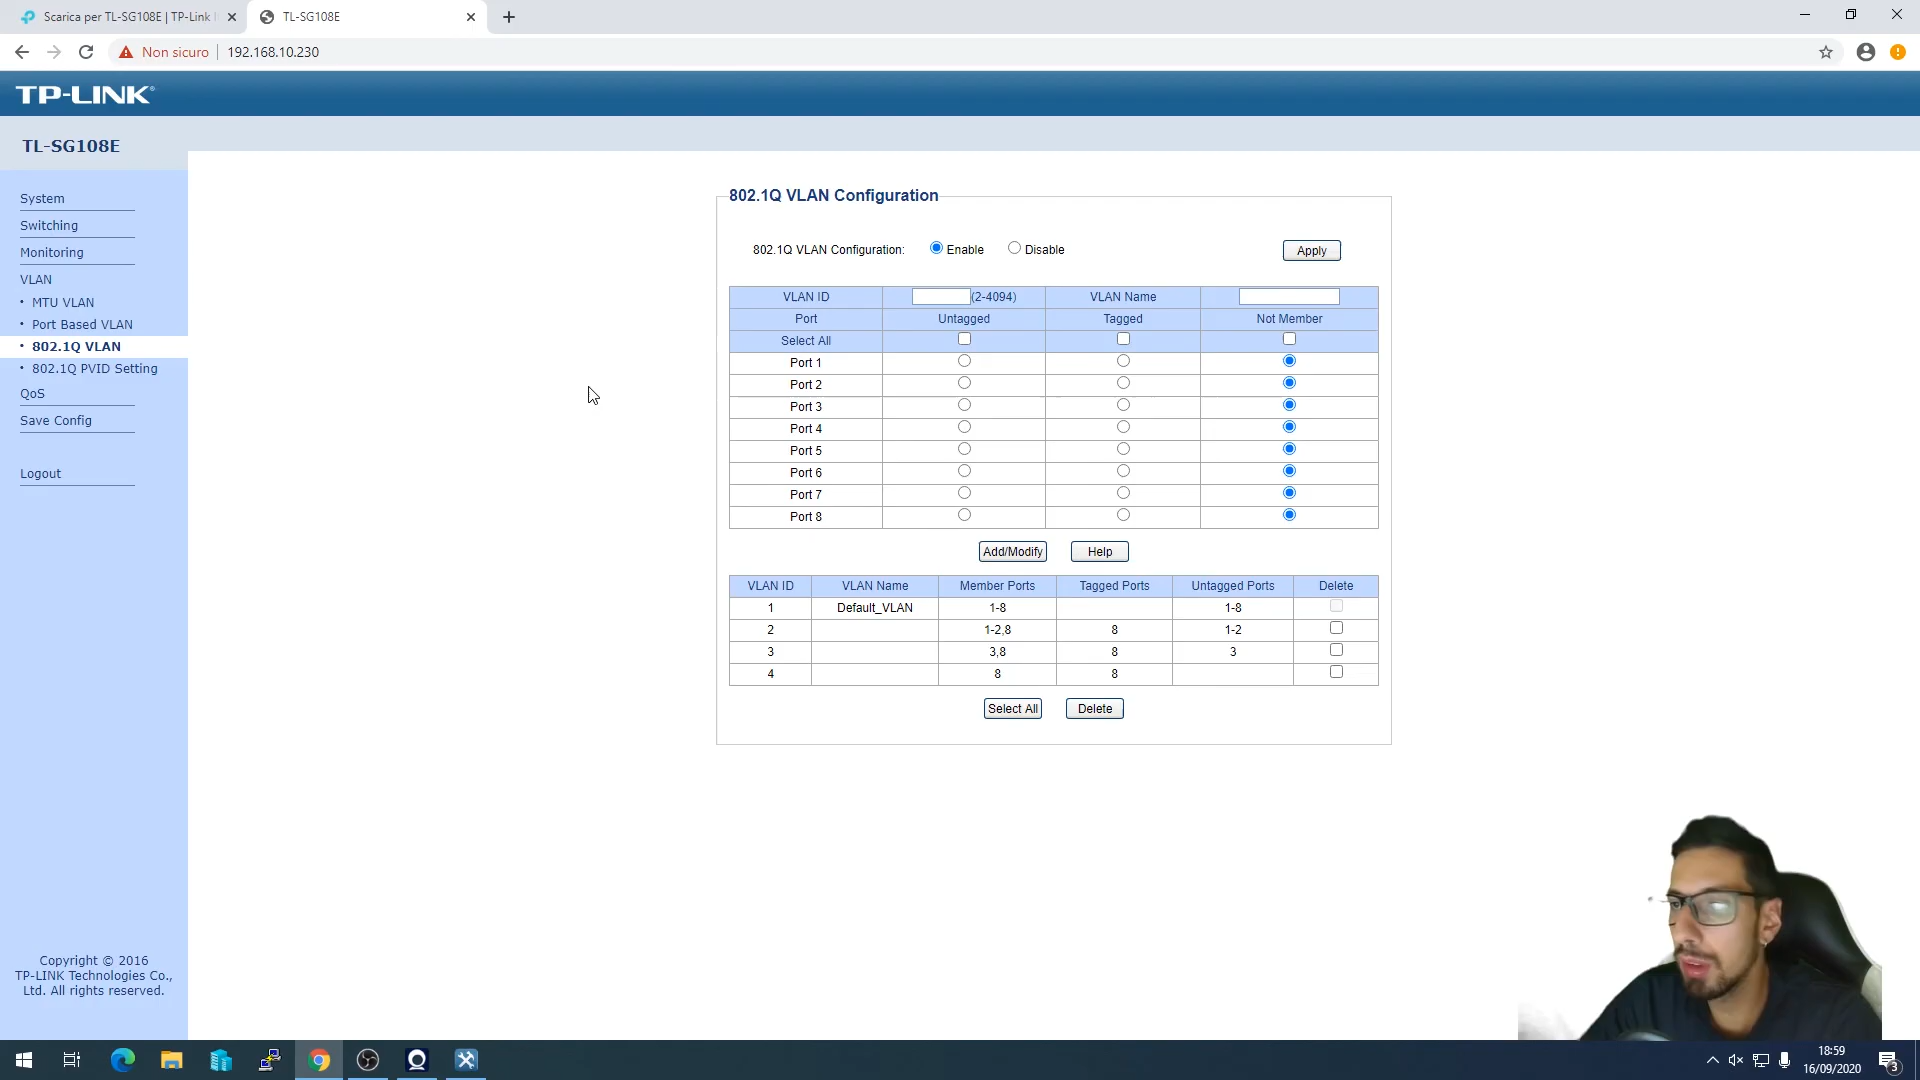 Scarica per TL-SG108E | TP-Link
TL-SG108E
Non sicuro
192.168.10.230
TP-LINK
TL-SG108E
System
Switching
Monitoring
VLAN
• MTU VLAN
• Port Based VLAN
• 802.1Q VLAN
• 802.1Q PVID Setting
QoS
Save Config
Logout
Copyright © 2016
TP-LINK Technologies Co.,
Ltd. All rights reserved.
802.1Q VLAN Configuration
802.1Q VLAN Configuration: Enable Disable Apply
VLAN ID (2-4094) VLAN Name
Port Untagged Tagged Not Member
Select All
Port 1
Port 2
Port 3
Port 4
Port 5
Port 6
Port 7
Port 8
Add/Modify Help
VLAN ID VLAN Name Member Ports Tagged Ports Untagged Ports Delete
1 Default_VLAN 1-8 1-8
2 1-2,8 8 1-2
3 3,8 8 3
4 8 8
Select All Delete
18:59
16/09/2020
3